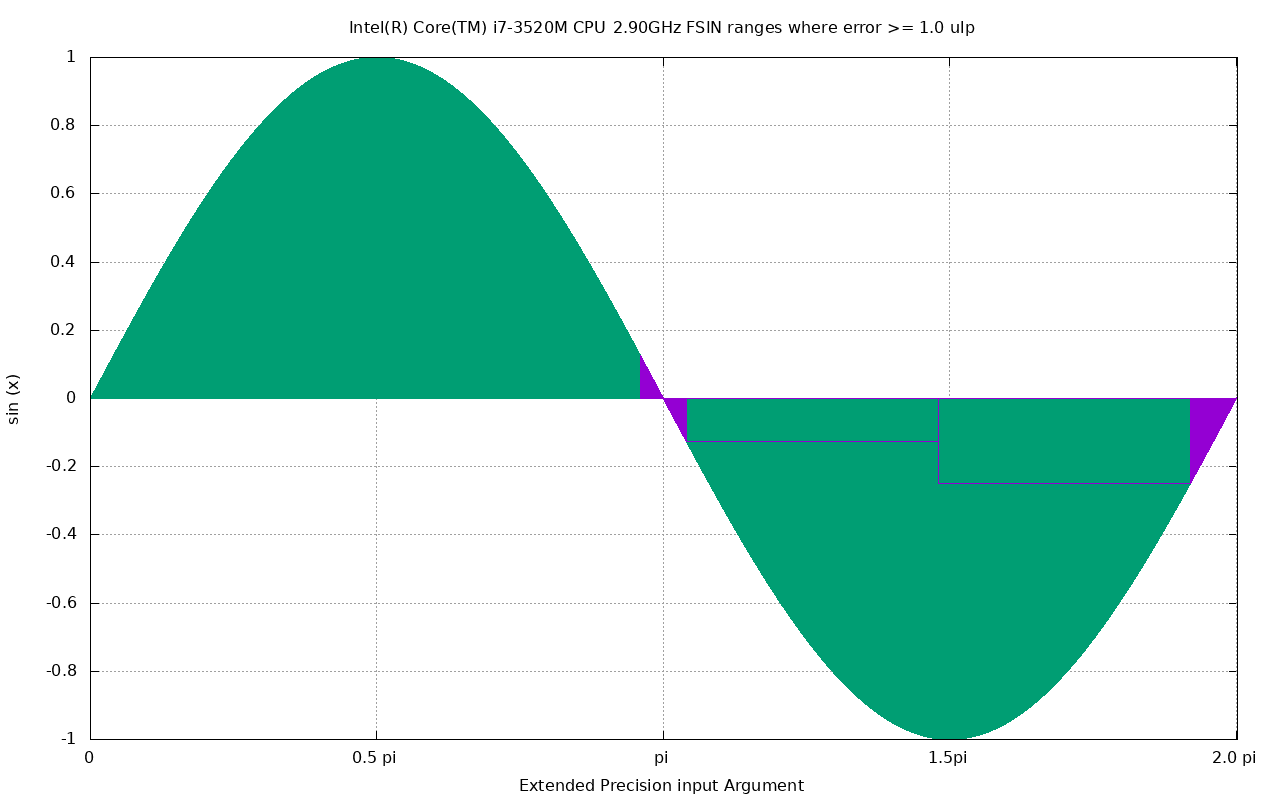 Intel(R) Core(TM) i7-3520M CPU 2.90GHz FSIN ranges where error >= 1.0 ulp
1
0.8
0.6
0.4
0.2
0
-0.2
-0.4
-0.6
-0.8
-1
sin (x)
0 0.5 pi pi 1.5pi 2.0 pi
Extended Precision input Argument